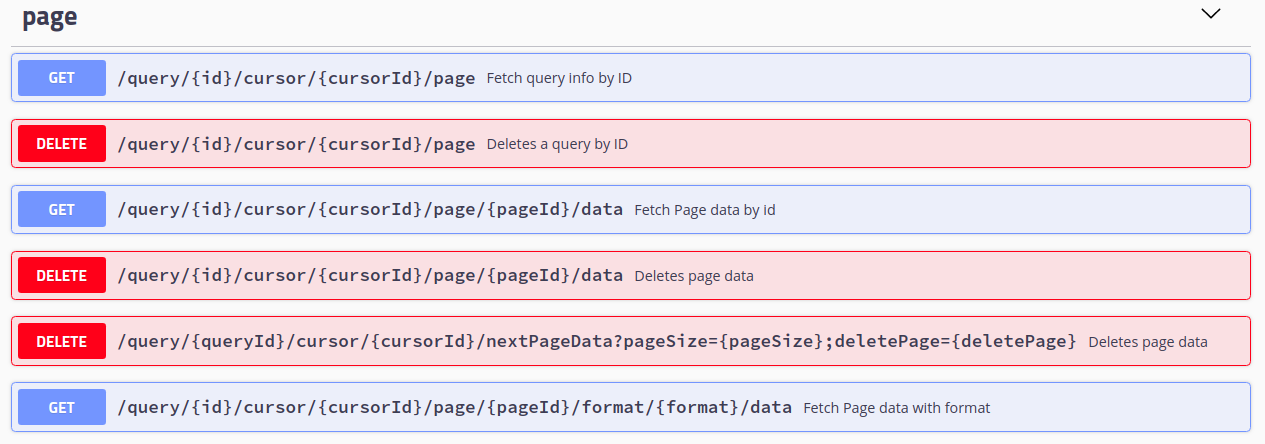 page
GET /query/{id}/cursor/{cursorId}/page Fetch query info by ID
DELETE /query/{id}/cursor/{cursorId}/page Deletes a query by ID
GET /query/{id}/cursor/{cursorId}/page/{pageId}/data Fetch Page data by id
DELETE /query/{id}/cursor/{cursorId}/page/{pageId}/data Deletes page data
DELETE /query/{queryId}/cursor/{cursorId}/nextPageData?pageSize={pageSize};deletePage={deletePage} Deletes page data
GET /query/{id}/cursor/{cursorId}/page/{pageId}/format/{format}/data Fetch Page data with format